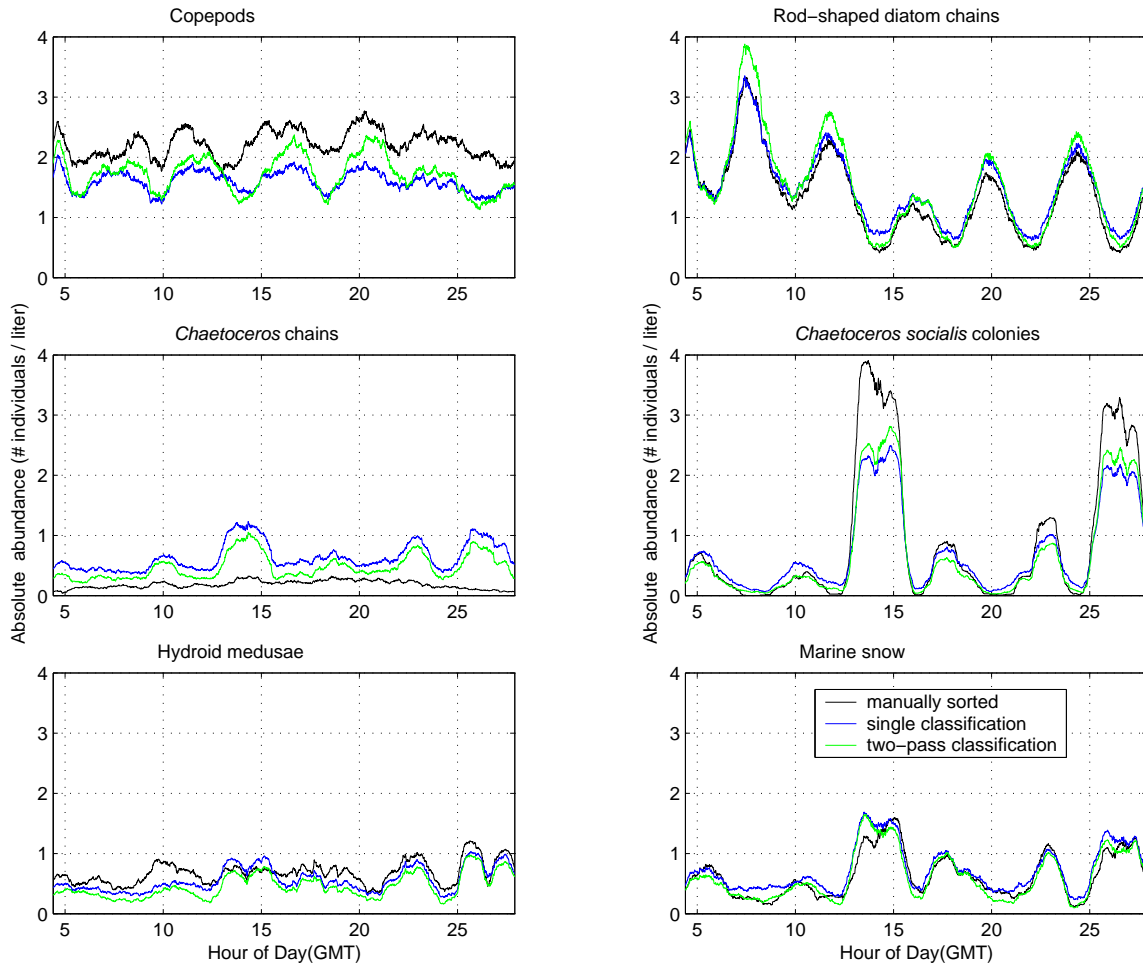 Copepods
Rod−shaped diatom chains
4
3
2
1
0
5 10 15 20 25
4
3
2
1
0
5 10 15 20 25
Chaetoceros chains
Chaetoceros socialis colonies
4
3
2
1
0
5 10 15 20 25
4
3
2
1
0
5 10 15 20 25
Absolute abundance (# individuals / liter)
Absolute abundance (# individuals / liter)
Hydroid medusae
Marine snow
4
3
2
1
0
5 10 15 20 25
Hour of Day(GMT)
4
3
2
1
0
manually sorted
single classification
two−pass classification
5 10 15 20 25
Hour of Day(GMT)